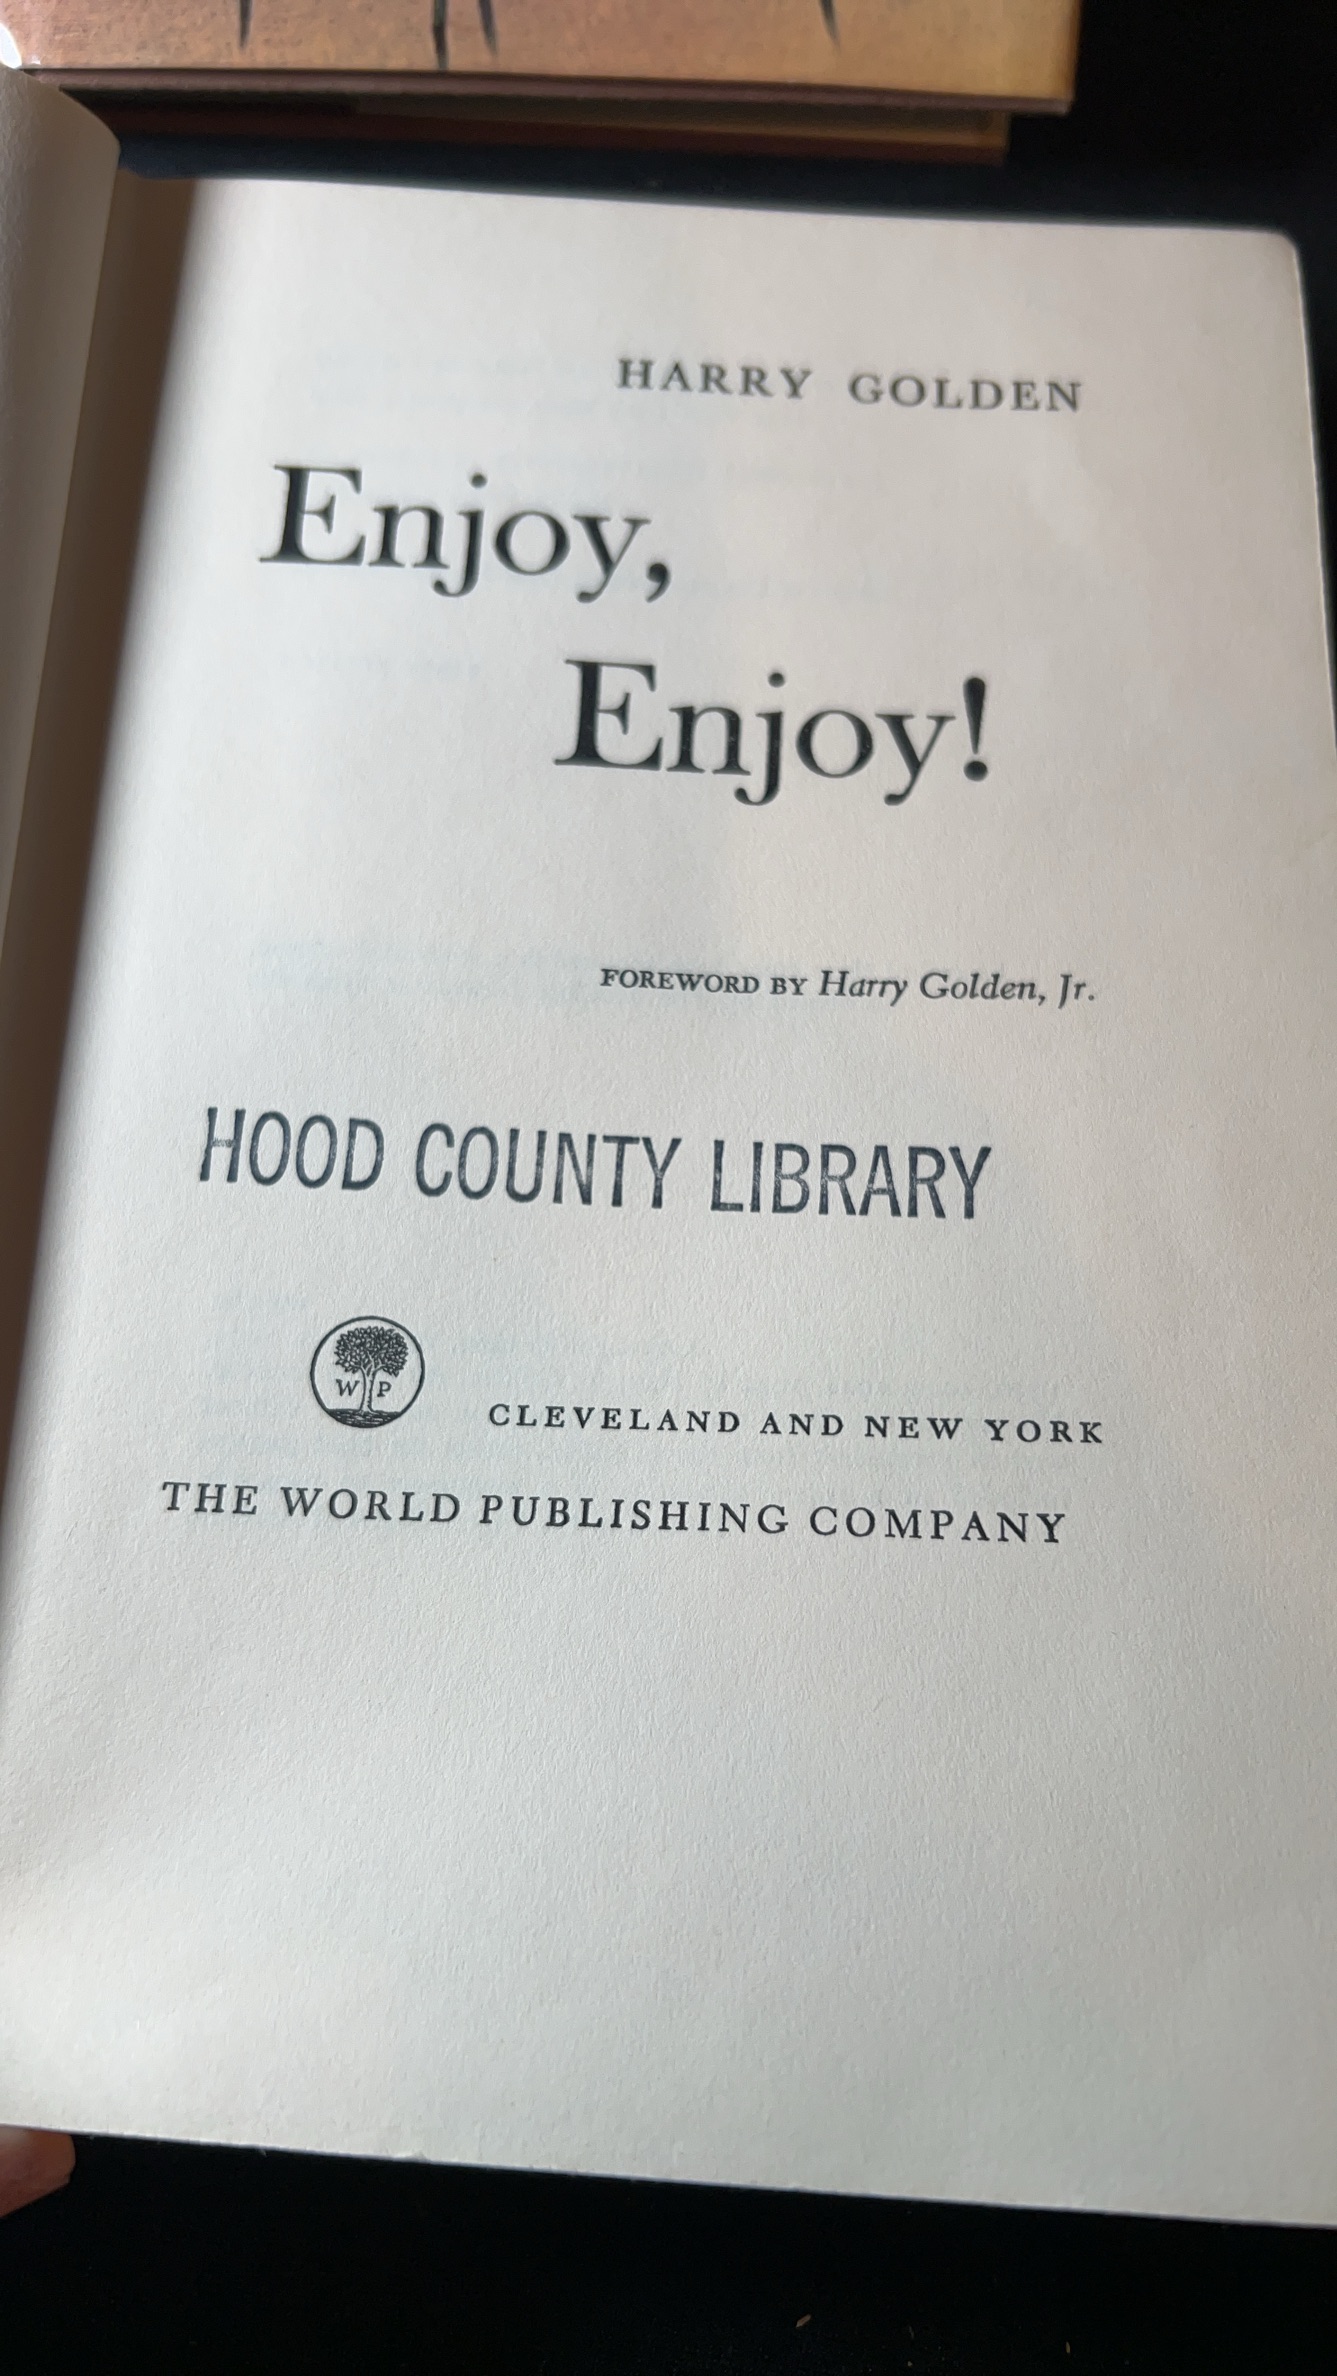 HARRY GOLDEN
Enjoy,
Enjoy!
FOREWORD BY Harry Golden, Jr.
HOOD COUNTY LIBRARY
W P
CLEVELAND AND NEW YORK
THE WORLD PUBLISHING COMPANY